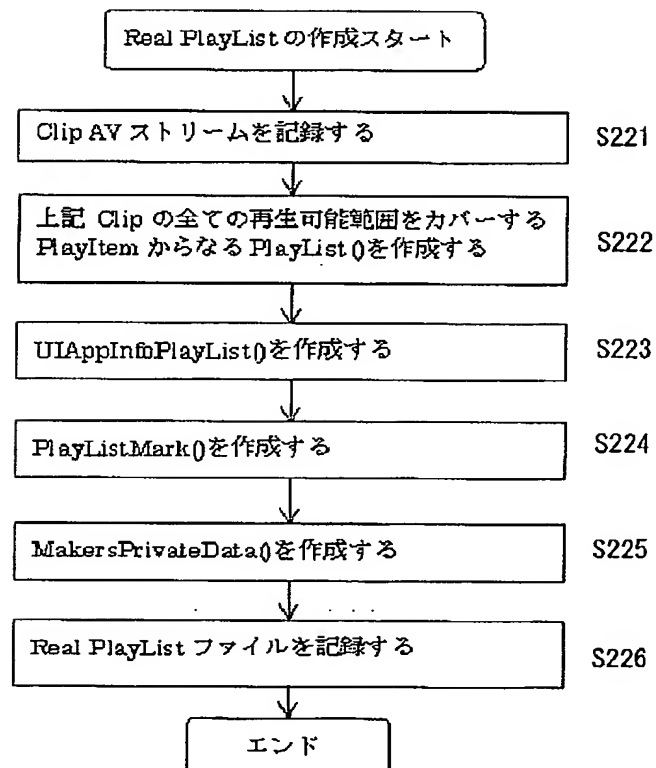 Real PlayList の作成スタート
Clip AV ストリームを記録する
S221
上記 Clip の全ての再生可能範囲をカバーする
PlayItem からなる PlayList()を作成する
S222
UIAppInfoPlayList()を作成する
S223
PlayListMark()を作成する
S224
MakersPrivateData()を作成する
S225
Real PlayList ファイルを記録する
S226
エンド